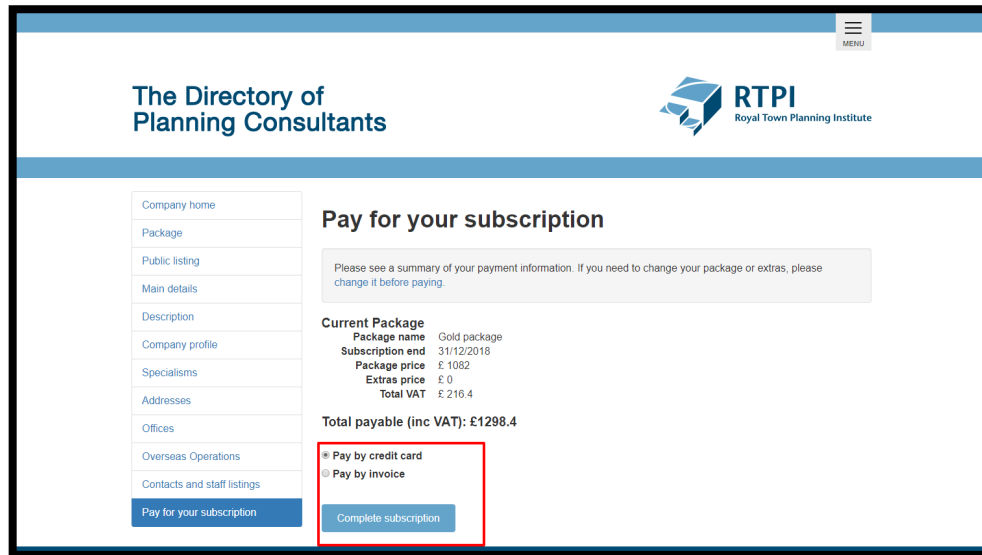 MENU
The Directory of
Planning Consultants
RTPI
Royal Town Planning Institute
Company home
Package
Public listing
Main details
Description
Company profile
Specialisms
Addresses
Offices
Overseas Operations
Contacts and staff listings
Pay for your subscription
Pay for your subscription
Please see a summary of your payment information. If you need to change your package or extras, please
change it before paying.
Current Package
Package name Gold package
Subscription end 31/12/2018
Package price £ 1082
Extras price £ 0
Total VAT £ 216.4
Total payable (inc VAT): £1298.4
Pay by credit card
Pay by invoice
Complete subscription